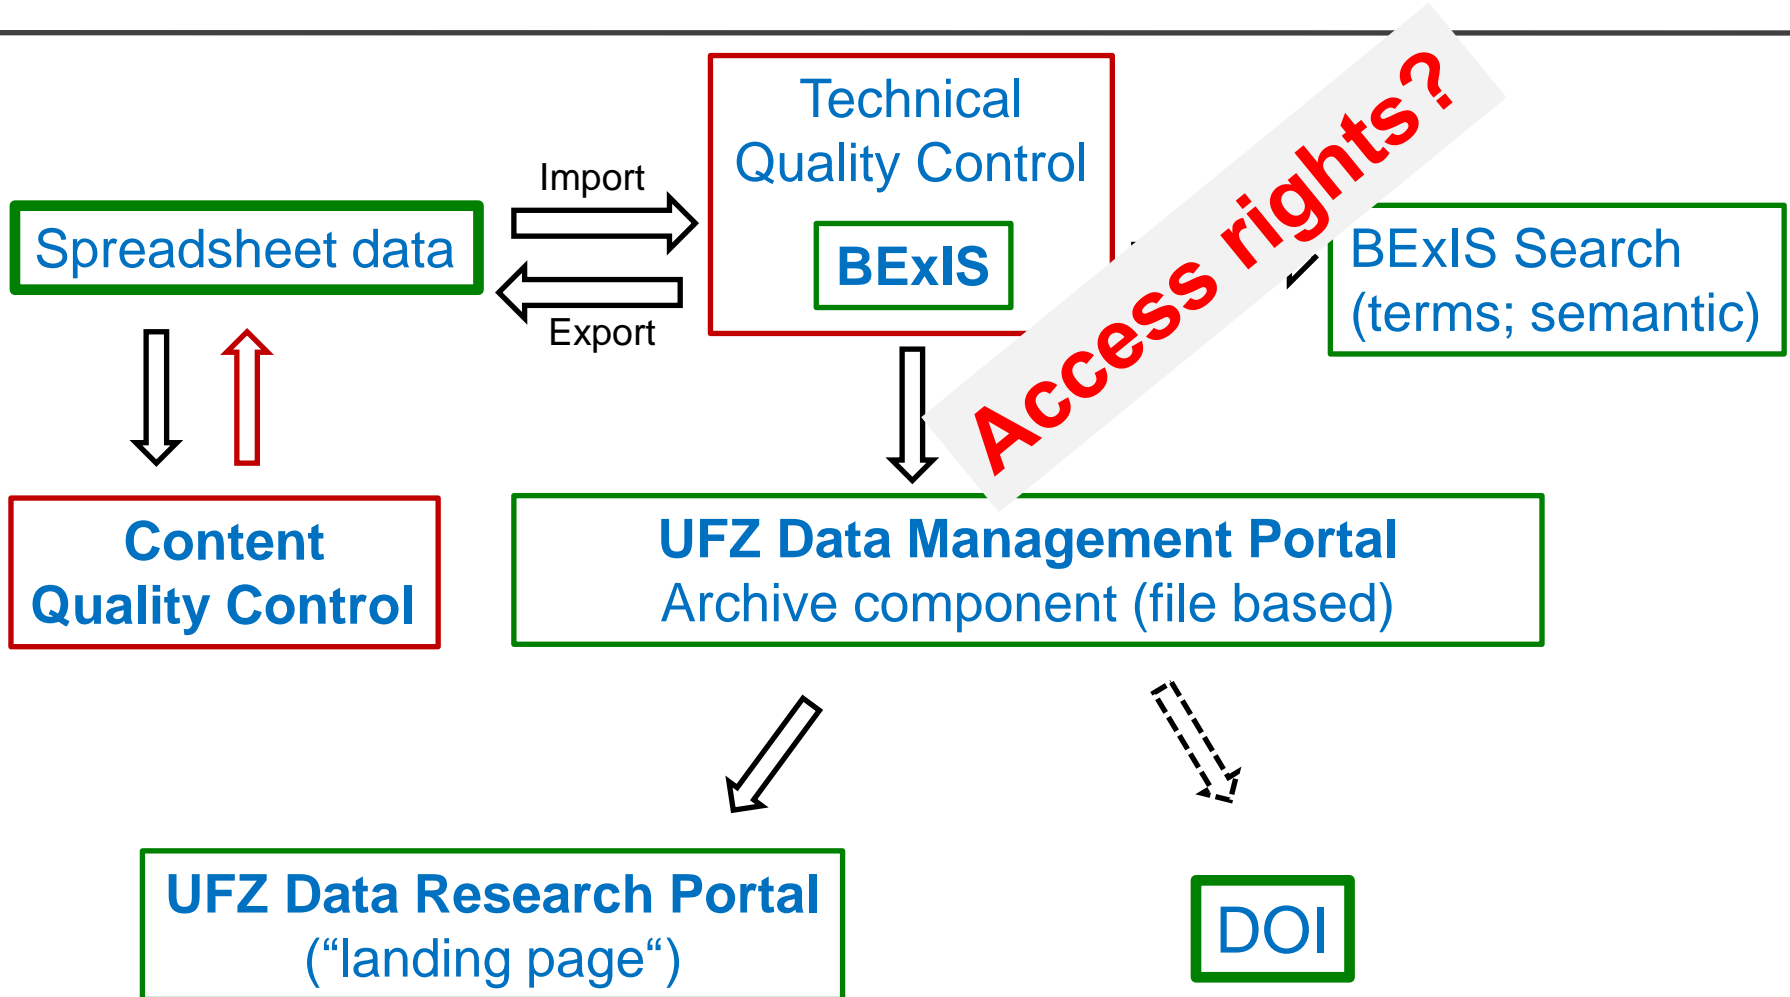 Technical
Quality Control
BExIS
Access rights?
Import
Export
Spreadsheet data
BExIS Search
(terms; semantic)
Content
Quality Control
UFZ Data Management Portal
Archive component (file based)
UFZ Data Research Portal
(“landing page“)
DOI